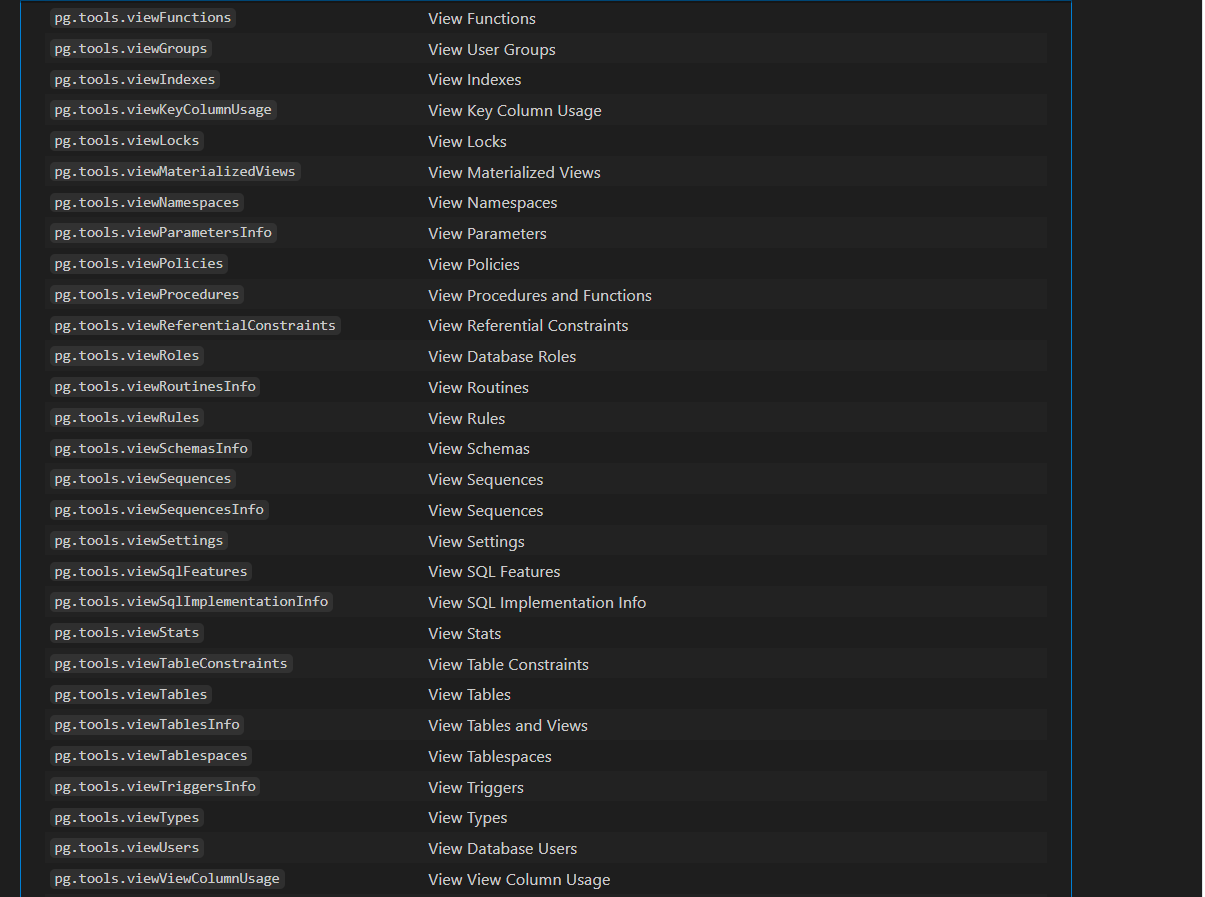 pg.tools.viewFunctions View Functions
pg.tools.viewGroups View User Groups
pg.tools.viewIndexes View Indexes
pg.tools.viewKeyColumnUsage View Key Column Usage
pg.tools.viewLocks View Locks
pg.tools.viewMaterializedViews View Materialized Views
pg.tools.viewNamespaces View Namespaces
pg.tools.viewParametersInfo View Parameters
pg.tools.viewPolicies View Policies
pg.tools.viewProcedures View Procedures and Functions
pg.tools.viewReferentialConstraints View Referential Constraints
pg.tools.viewRoles View Database Roles
pg.tools.viewRoutinesInfo View Routines
pg.tools.viewRules View Rules
pg.tools.viewSchemasInfo View Schemas
pg.tools.viewSequences View Sequences
pg.tools.viewSequencesInfo View Sequences
pg.tools.viewSettings View Settings
pg.tools.viewSqlFeatures View SQL Features
pg.tools.viewSqlImplementationInfo View SQL Implementation Info
pg.tools.viewStats View Stats
pg.tools.viewTableConstraints View Table Constraints
pg.tools.viewTables View Tables
pg.tools.viewTablesInfo View Tables and Views
pg.tools.viewTablespaces View Tablespaces
pg.tools.viewTriggersInfo View Triggers
pg.tools.viewTypes View Types
pg.tools.viewUsers View Database Users
pg.tools.viewViewColumnUsage View View Column Usage